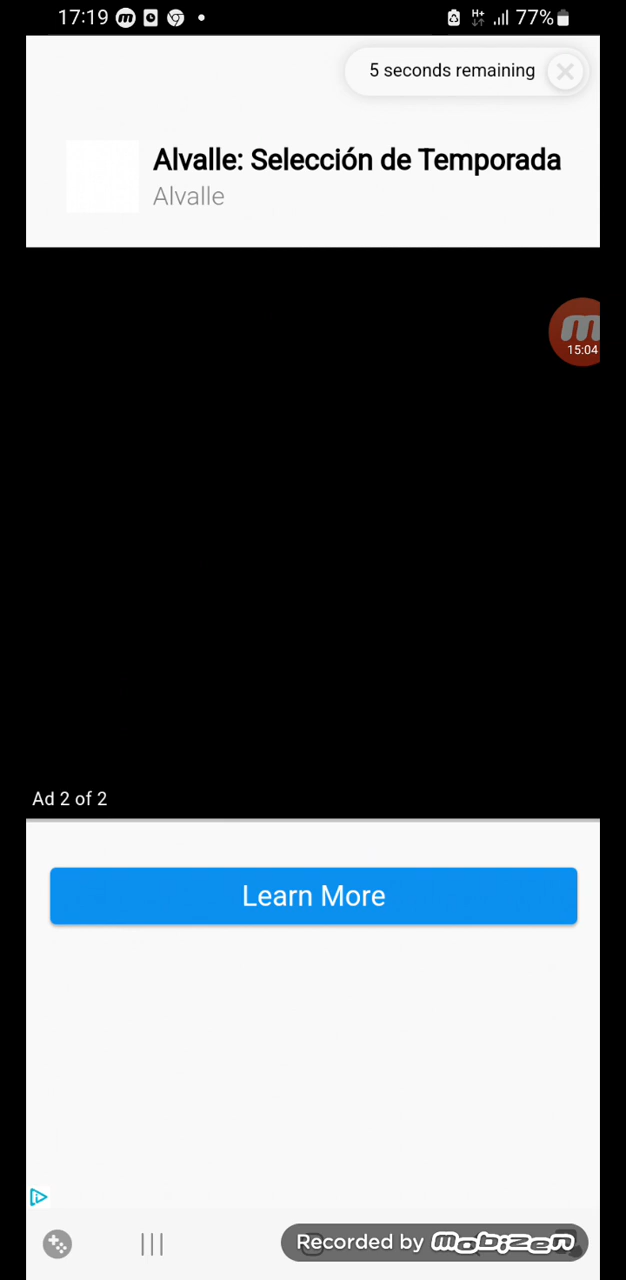 17:19
H+
77%
5 seconds remaining
Alvalle: Selección de Temporada
Alvalle
m
15:04
Ad 2 of 2
Learn More
Recorded by mobizen